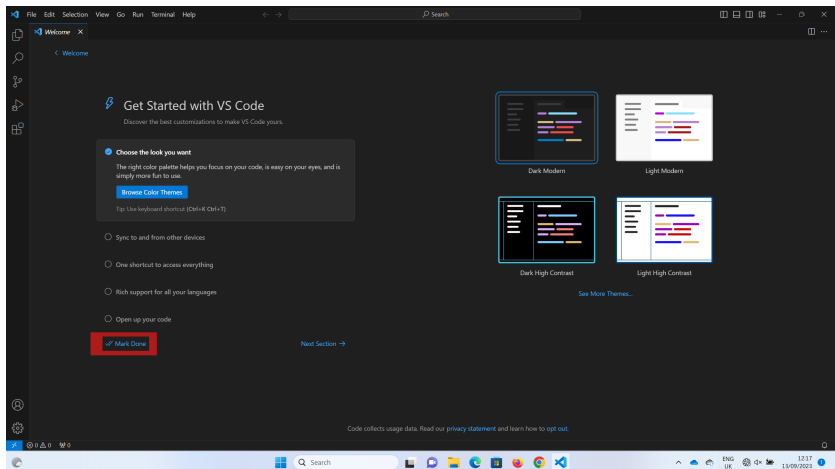 File Edit Selection View Go Run Terminal Help
Search
Welcome
Welcome
Get Started with VS Code
Discover the best customizations to make VS Code yours.
Choose the look you want
The right color palette helps you focus on your code, is easy on your eyes, and is
simply more fun to use.
Browse Color Themes
Tip: Use keyboard shortcut (Ctrl+K Ctrl+T)
Sync to and from other devices
One shortcut to access everything
Rich support for all your languages
Open up your code
Mark Done
Next Section
Dark Modern
Light Modern
Dark High Contrast
Light High Contrast
See More Themes...
Code collects usage data. Read our privacy statement and learn how to opt out.
0 0 0
Search
ENG
UK
12:17
13/09/2023